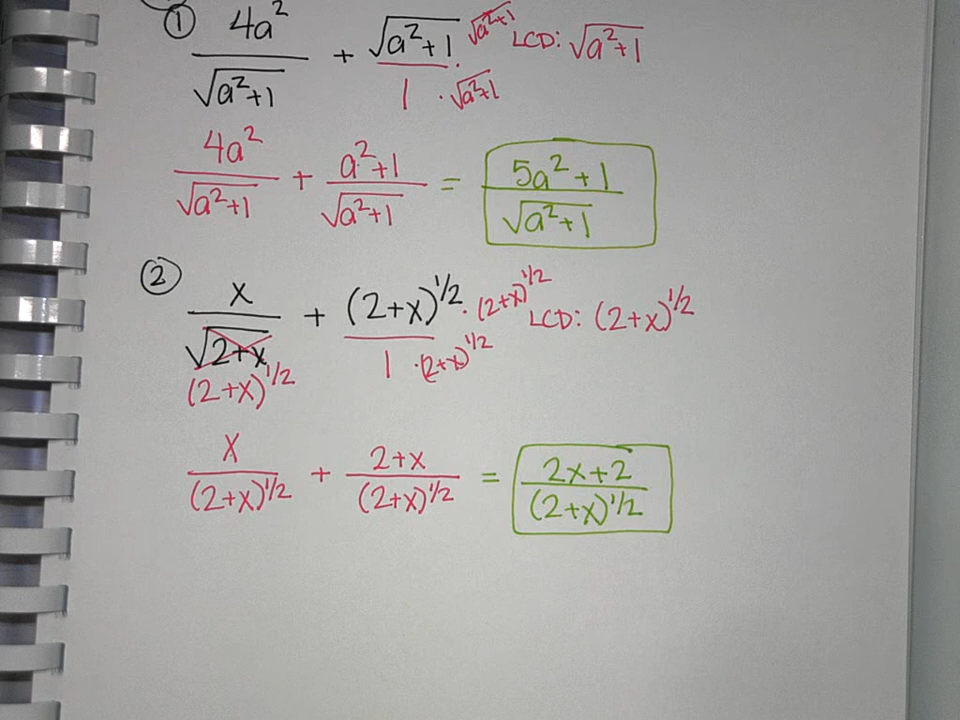 ① 4a²/√(a²+1) + √(a²+1)/1 · √(a²+1)/√(a²+1) LCD: √(a²+1)
4a²/√(a²+1) + a²+1/√(a²+1) = 5a²+1/√(a²+1)
② x/√(2+x) + (2+x)^1/2 /1 · (2+x)^1/2 / (2+x)^1/2 LCD: (2+x)^1/2
(2+x)^1/2
x/(2+x)^1/2 + 2+x/(2+x)^1/2 = 2x+2/(2+x)^1/2